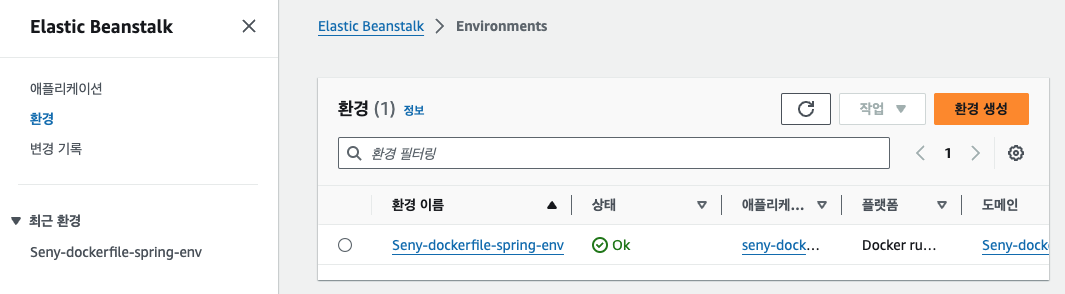 Elastic Beanstalk
애플리케이션
환경
변경 기록
최근 환경
Seny-dockerfile-spring-env
Elastic Beanstalk Environments
환경 (1) 정보 작업 환경 생성
환경 필터링 1
환경 이름 상태 애플리케... 플랫폼 도메인
Seny-dockerfile-spring-env Ok seny-dock... Docker ru... Seny-dock